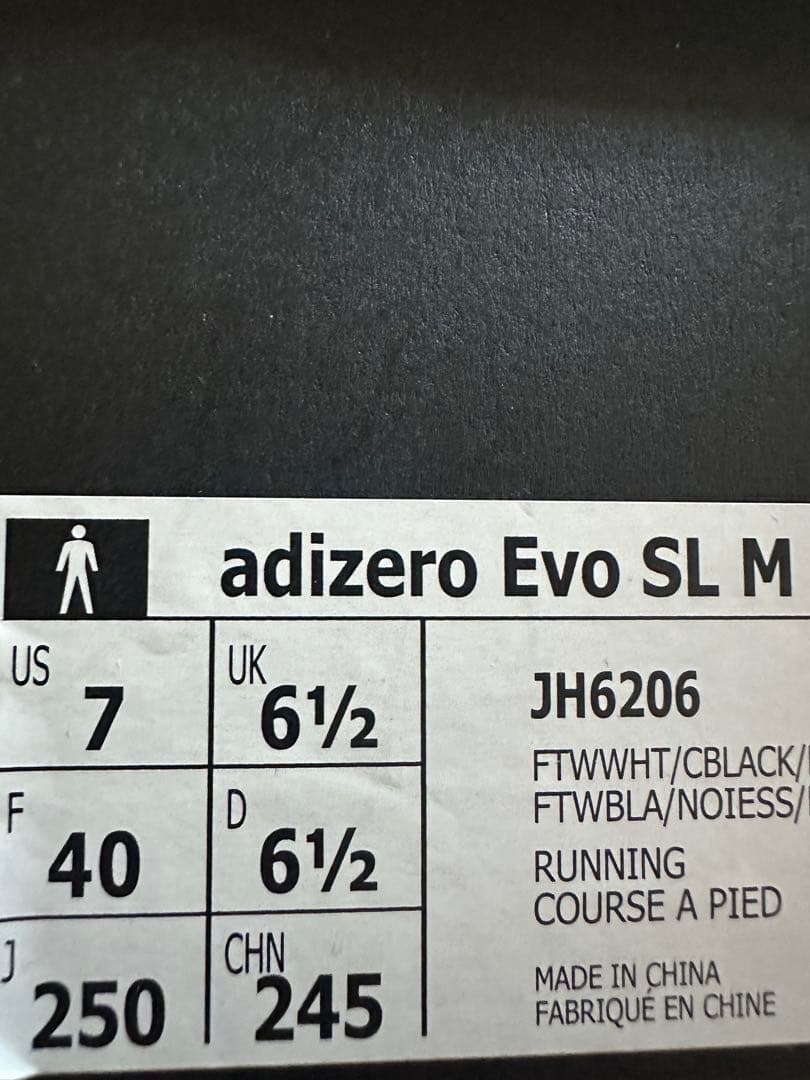 adizero Evo SL M
US 7 UK 6½
F 40 D 6½
J 250 CHN 245
JH6206
FTWWHT/CBLACK/
FTWBLA/NOIESS/
RUNNING
COURSE A PIED
MADE IN CHINA
FABRIQUÉ EN CHINE